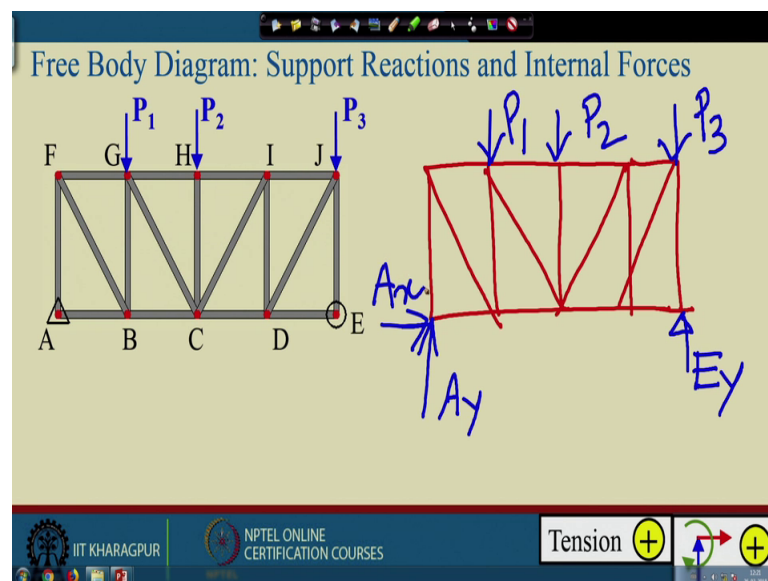 Free Body Diagram: Support Reactions and Internal Forces
P₁ P₂ P₃
F G H I J
A B C D E
P₁ P₂ P₃
Ax
Ay
Ey
IIT KHARAGPUR
NPTEL ONLINE
CERTIFICATION COURSES
Tension +
+